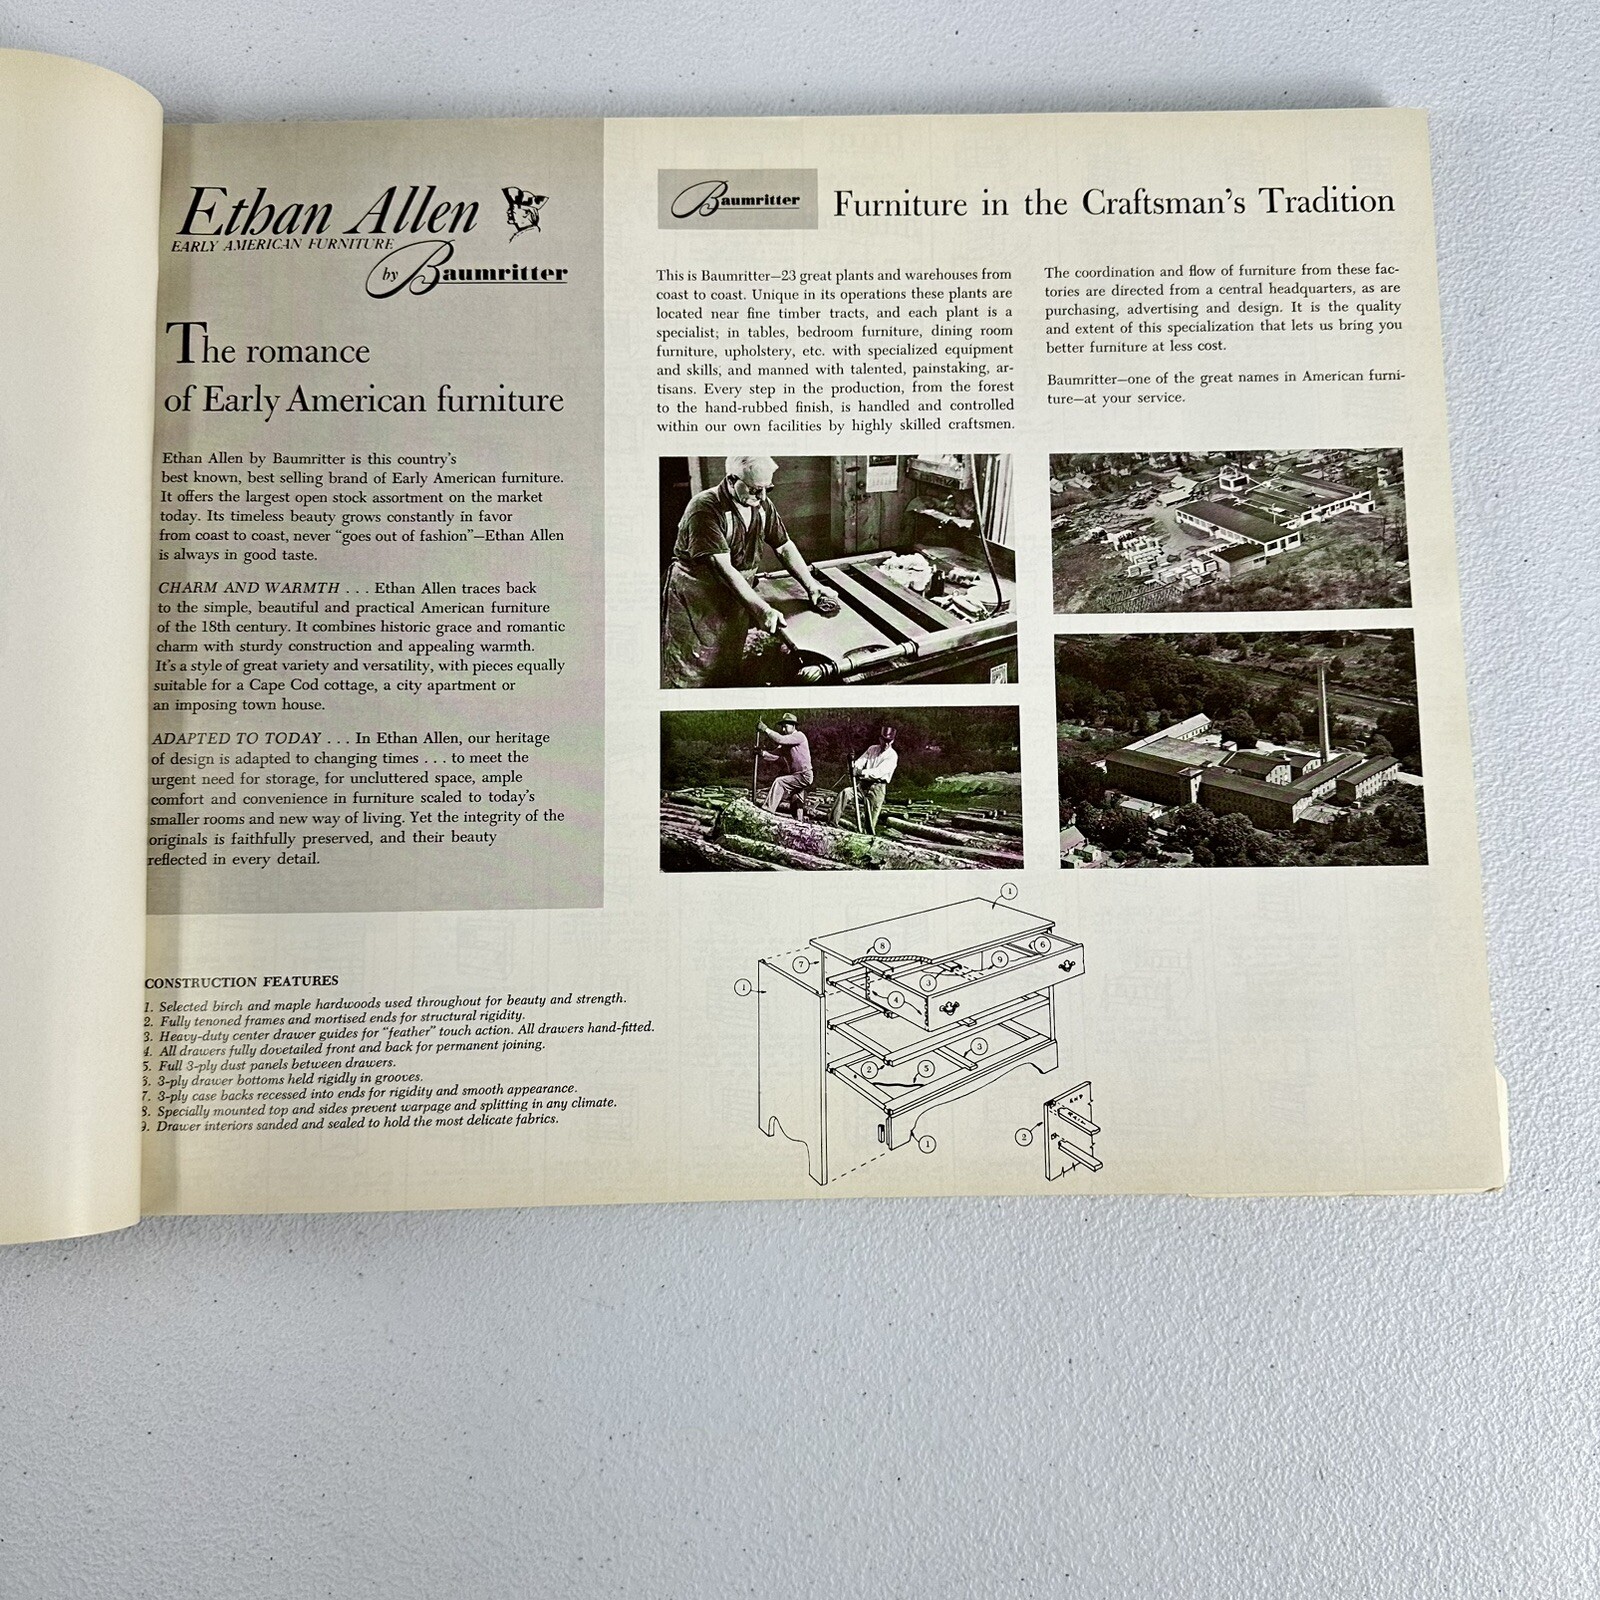 Ethan Allen
EARLY AMERICAN FURNITURE
by Baumritter
The romance
of Early American furniture
Ethan Allen by Baumritter is this country's
best known, best selling brand of Early American furniture.
It offers the largest open stock assortment on the market
today. Its timeless beauty grows constantly in favor
from coast to coast, never "goes out of fashion"—Ethan Allen
is always in good taste.
CHARM AND WARMTH . . . Ethan Allen traces back
to the simple, beautiful and practical American furniture
of the 18th century. It combines historic grace and romantic
charm with sturdy construction and appealing warmth.
It's a style of great variety and versatility, with pieces equally
suitable for a Cape Cod cottage, a city apartment or
an imposing town house.
ADAPTED TO TODAY . . . In Ethan Allen, our heritage
of design is adapted to changing times . . . to meet the
urgent need for storage, for uncluttered space, ample
comfort and convenience in furniture scaled to today's
smaller rooms and new way of living. Yet the integrity of the
originals is faithfully preserved, and their beauty
reflected in every detail.
Baumritter Furniture in the Craftsman's Tradition
This is Baumritter—23 great plants and warehouses from
coast to coast. Unique in its operations these plants are
located near fine timber tracts, and each plant is a
specialist; in tables, bedroom furniture, dining room
furniture, upholstery, etc. with specialized equipment
and skills, and manned with talented, painstaking, ar-
tisans. Every step in the production, from the forest
to the hand-rubbed finish, is handled and controlled
within our own facilities by highly skilled craftsmen.
The coordination and flow of furniture from these fac-
tories are directed from a central headquarters, as are
purchasing, advertising and design. It is the quality
and extent of this specialization that lets us bring you
better furniture at less cost.
Baumritter—one of the great names in American furni-
ture—at your service.
CONSTRUCTION FEATURES
1. Selected birch and maple hardwoods used throughout for beauty and strength.
2. Fully tenoned frames and mortised ends for structural rigidity.
3. Heavy-duty center drawer guides for "feather" touch action. All drawers hand-fitted.
4. All drawers fully dovetailed front and back for permanent joining.
5. Full 3-ply dust panels between drawers.
6. 3-ply drawer bottoms held rigidly in grooves.
7. 3-ply case backs recessed into ends for rigidity and smooth appearance.
8. Specially mounted top and sides prevent warpage and splitting in any climate.
9. Drawer interiors sanded and sealed to hold the most delicate fabrics.
1
8
6
7
9
1
3
4
3
2
5
1
2
END